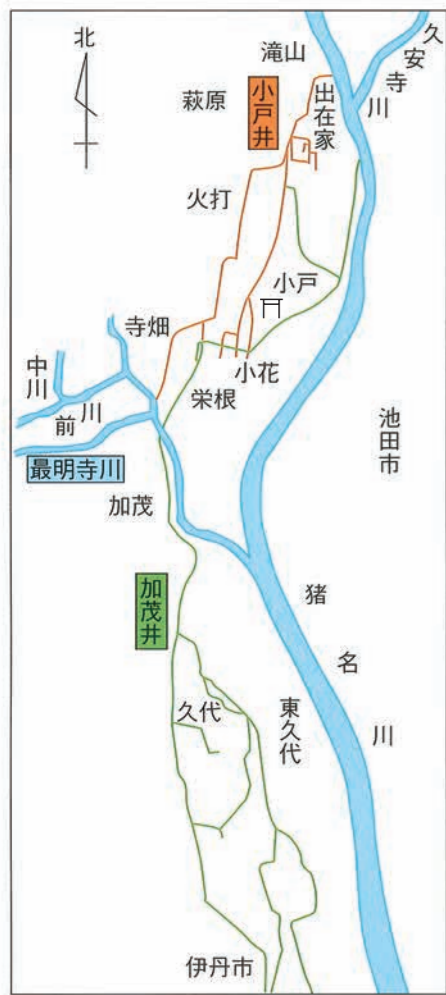 北
滝山
久安寺川
萩原
小戸井
出在家
火打
小戸
寺畑
小花
中川
栄根
前川
池田市
最明寺川
加茂
加茂井
猪名川
久代
東久代
伊丹市